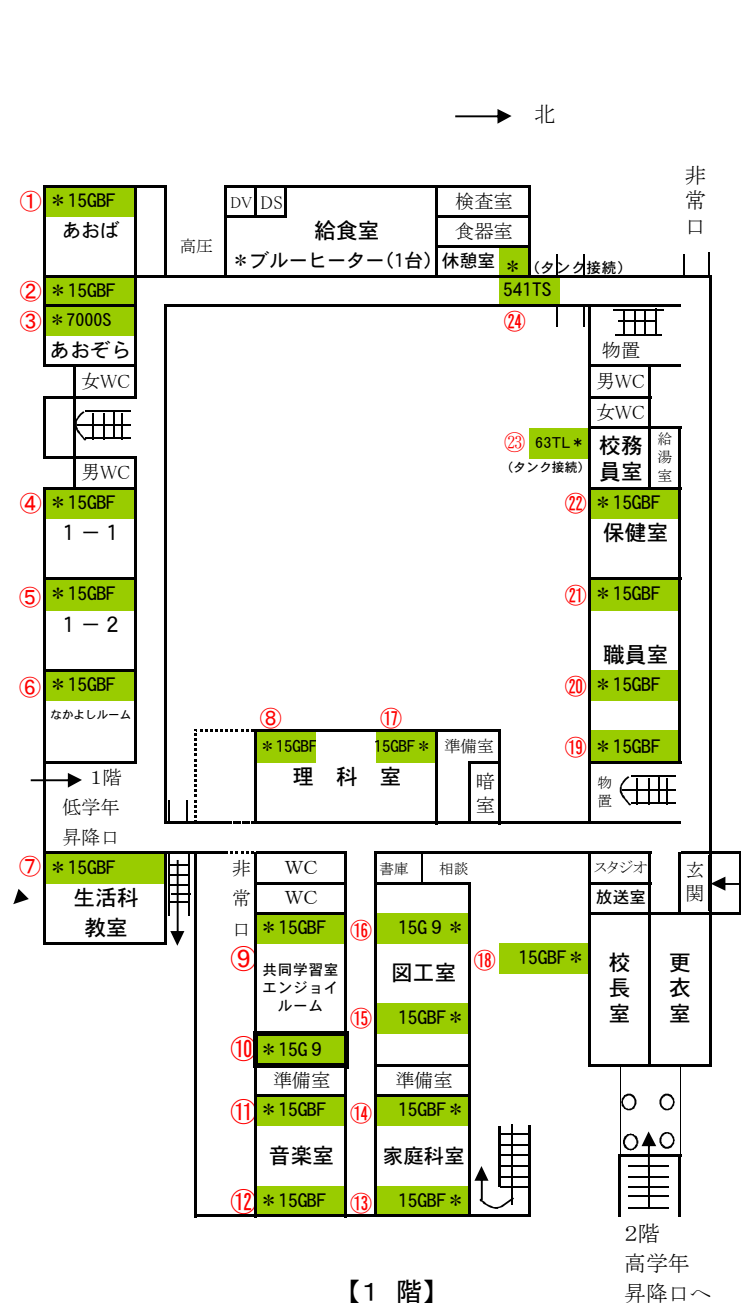 北
非
常
口
① ＊15GBF
あおば
高圧
DV DS
給食室
＊ブルーヒーター(1台)
検査室
食器室
休憩室
＊ (タンク接続)
541TS
㉔
② ＊15GBF
③ ＊7000S
あおぞら
女WC
男WC
物置
男WC
女WC
㉓ 63TL＊
(タンク接続)
校務
員室
給
湯
室
④ ＊15GBF
１－１
㉒ ＊15GBF
保健室
⑤ ＊15GBF
１－２
㉑ ＊15GBF
職員室
⑥ ＊15GBF
なかよしルーム
⑳ ＊15GBF
⑧ ⑰
＊15GBF 15GBF＊
理 科 室
準備室
暗
室
⑲ ＊15GBF
物
置
1階
低学年
昇降口
⑦ ＊15GBF
生活科
教室
非
常
口
WC
WC
＊15GBF
⑨
共同学習室
エンジョイ
ルーム
⑩ ＊15G９
準備室
⑪ ＊15GBF
音楽室
⑫ ＊15GBF
書庫 相談
⑯ 15G９＊
図工室
⑮ 15GBF＊
準備室
⑭ 15GBF＊
家庭科室
⑬ 15GBF＊
⑱ 15GBF＊
スタジオ
放送室
玄
関
校
長
室
更
衣
室
2階
高学年
昇降口へ
【１ 階】